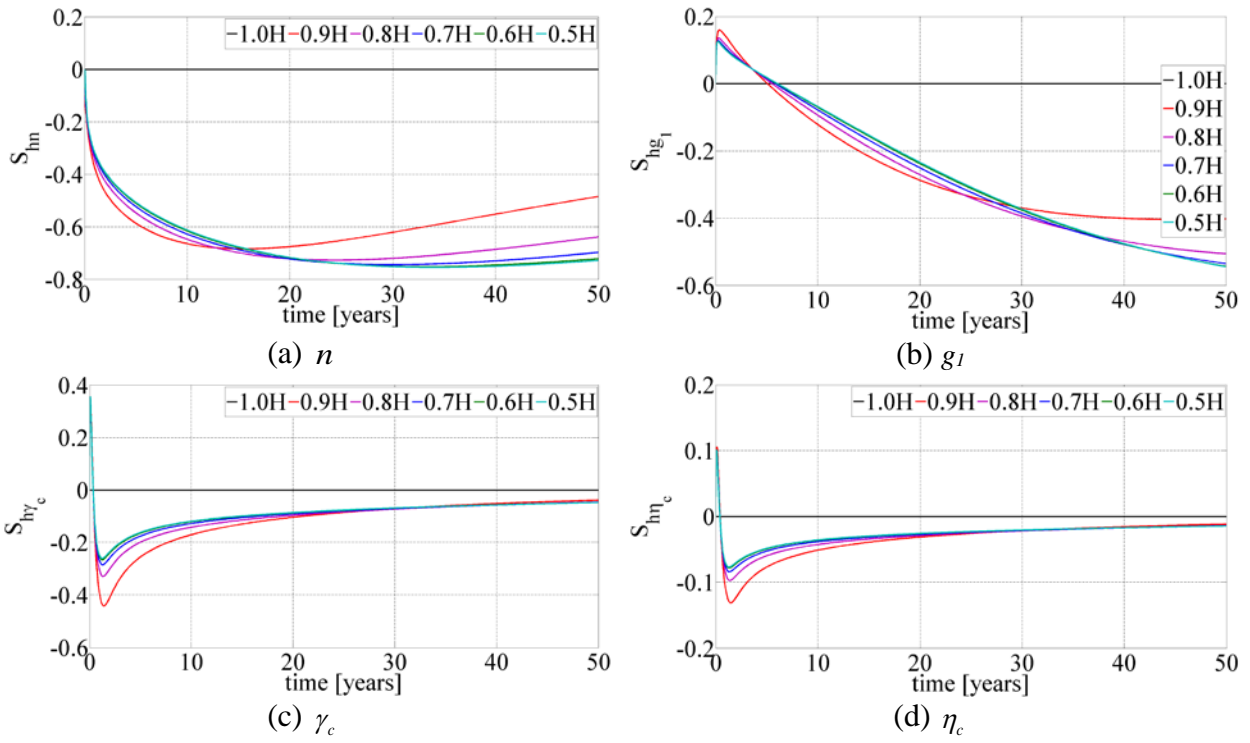 0.2
−1.0H −0.9H −0.8H −0.7H −0.6H −0.5H
0
-0.2
-0.4
-0.6
-0.8
S_hn
0 10 20 30 40 50
time [years]
(a) n
0.2
0
-0.2
-0.4
-0.6
S_hg_1
−1.0H
−0.9H
−0.8H
−0.7H
−0.6H
−0.5H
0 10 20 30 40 50
time [years]
(b) g1
0.4
−1.0H −0.9H −0.8H −0.7H −0.6H −0.5H
0.2
0
-0.2
-0.4
-0.6
S_hγ_c
0 10 20 30 40 50
time [years]
(c) γ_c
0.2
−1.0H −0.9H −0.8H −0.7H −0.6H −0.5H
0.1
0
-0.1
-0.2
S_hη_c
0 10 20 30 40 50
time [years]
(d) η_c